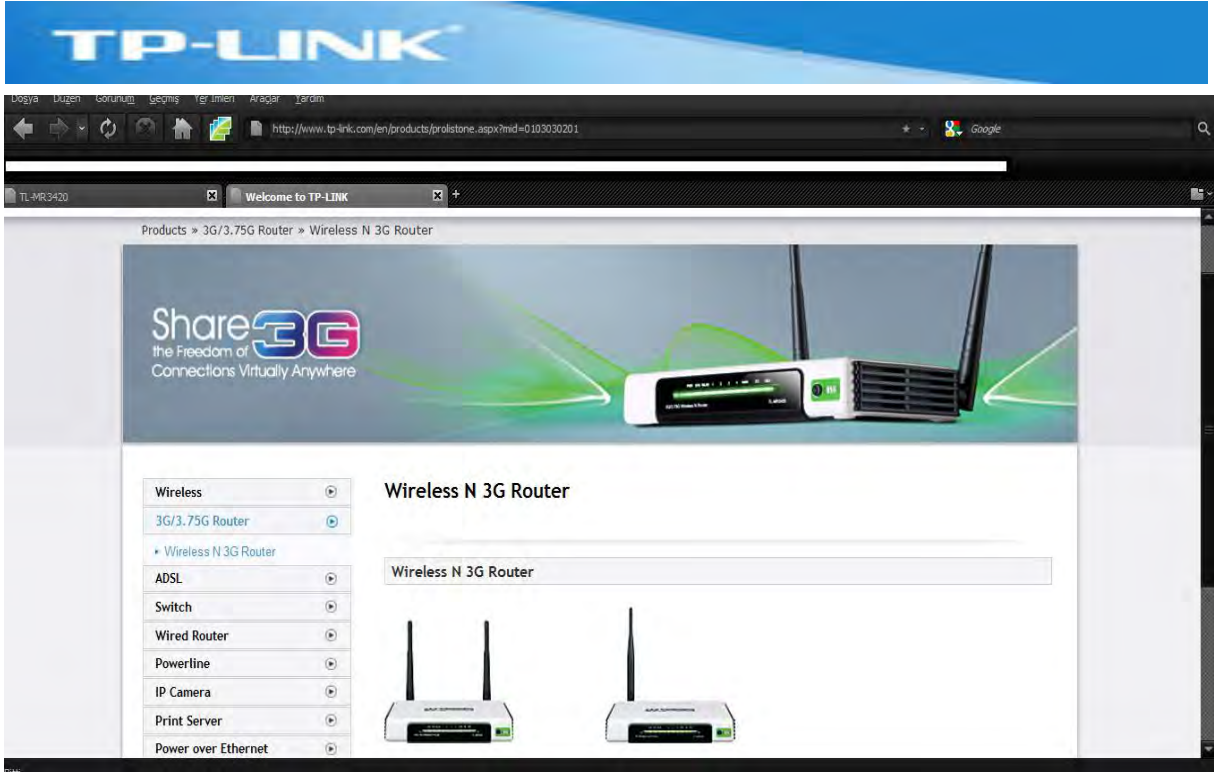 TP-LINK
Dosya Düzen Görünüm Geçmiş Yer İmleri Araçlar Yardım
http://www.tp-link.com/en/products/prolistone.aspx?mid=0103030201
Google
TL-MR3420
Welcome to TP-LINK
Products » 3G/3.75G Router » Wireless N 3G Router
Share 3G
the Freedom of
Connections Virtually Anywhere
Wireless
3G/3.75G Router
Wireless N 3G Router
ADSL
Switch
Wired Router
Powerline
IP Camera
Print Server
Power over Ethernet
Wireless N 3G Router
Wireless N 3G Router